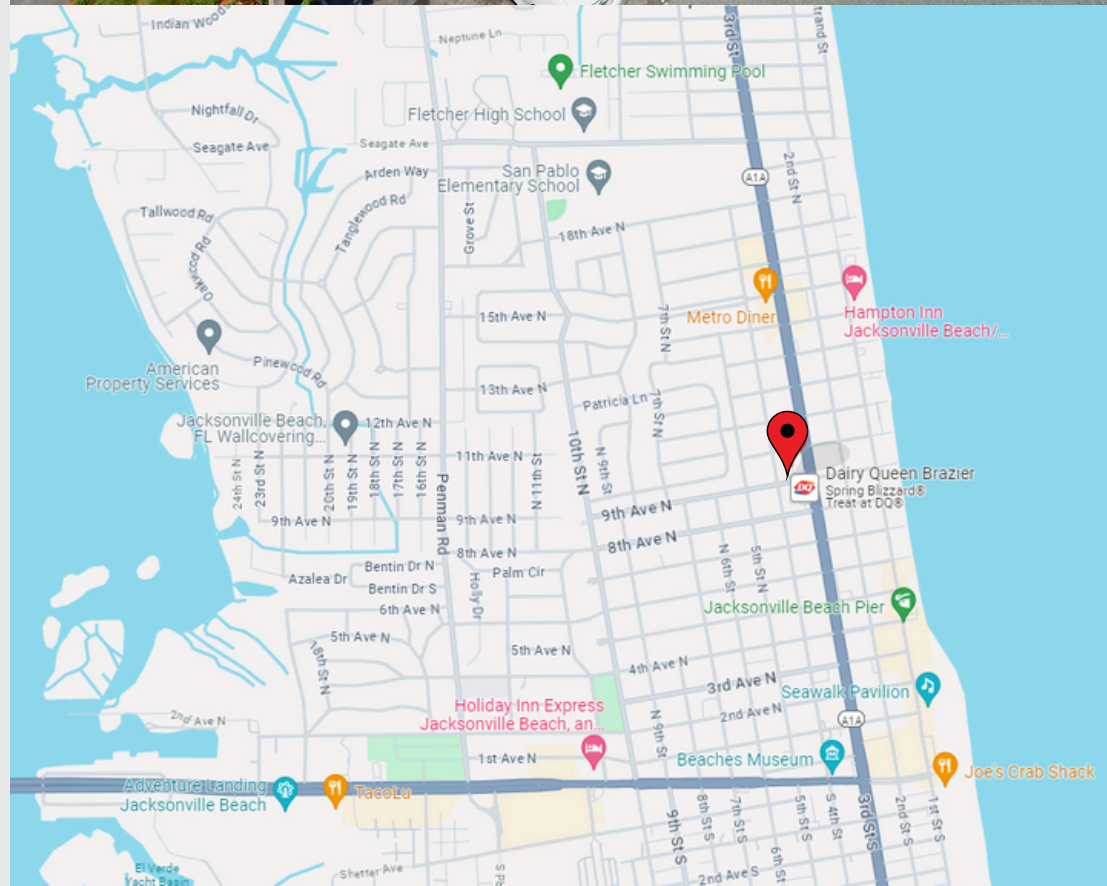 Indian Woods
Neptune Ln
3rd St
Strand St
Fletcher Swimming Pool
Fletcher High School
Nightfall Dr
Seagate Ave
Seagate Ave
San Pablo
Elementary School
2nd St N
Arden Way
A1A
Tanglewood Rd
Grove St
Tallwood Rd
18th Ave N
Oakwood Rd
Metro Diner
Hampton Inn
Jacksonville Beach/...
15th Ave N
7th St N
American
Property Services
Pinewood Rd
13th Ave N
Patricia Ln
7th St N
Jacksonville Beach,
FL Wallcovering...
12th Ave N
11th Ave N
10th St N
N 9th St
24th St N
23rd St N
20th St N
19th St N
18th St N
17th St N
16th St N
11th St N
Penman Rd
Dairy Queen Brazier
Spring Blizzard®
Treat at DQ®
DQ
9th Ave N
9th Ave N
9th Ave N
8th Ave N
8th Ave N
N 6th St
5th St N
Azalea Dr
Bentin Dr N
Palm Cir
Bentin Dr S
Holly Dr
6th Ave N
Jacksonville Beach Pier
5th Ave N
5th Ave N
18th St N
4th Ave N
3rd Ave N
Seawalk Pavilion
2nd Ave N
2nd Ave N
Holiday Inn Express
Jacksonville Beach, an...
N 9th St
A1A
1st Ave N
Beaches Museum
Joe's Crab Shack
Adventure Landing
Jacksonville Beach
TacoLu
9th St S
8th St S
7th St S
5th St S
S 4th St
3rd St S
2nd St S
1st St S
6th St
El Verde
Yacht Basin
Shetter Ave
2nd Ave S